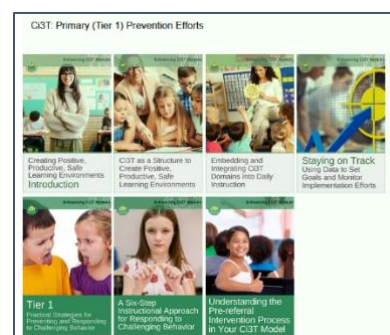 Ci3T: Primary (Tier 1) Prevention Efforts
Creating Positive,
Productive, Safe
Learning Environments
Introduction
Ci3T as a Structure to
Create Positive,
Productive, Safe
Learning Environments
Embedding and
Integrating Ci3T
Domains into Daily
Instruction
Staying on Track
Using Data to Set
Goals and Monitor
Implementation Efforts
Tier 1
Practical Strategies for
Preventing and Responding
to Challenging Behavior
A Six-Step
Instructional Approach
for Responding to
Challenging Behavior
Understanding the
Pre-referral
Intervention Process
in Your Ci3T Model